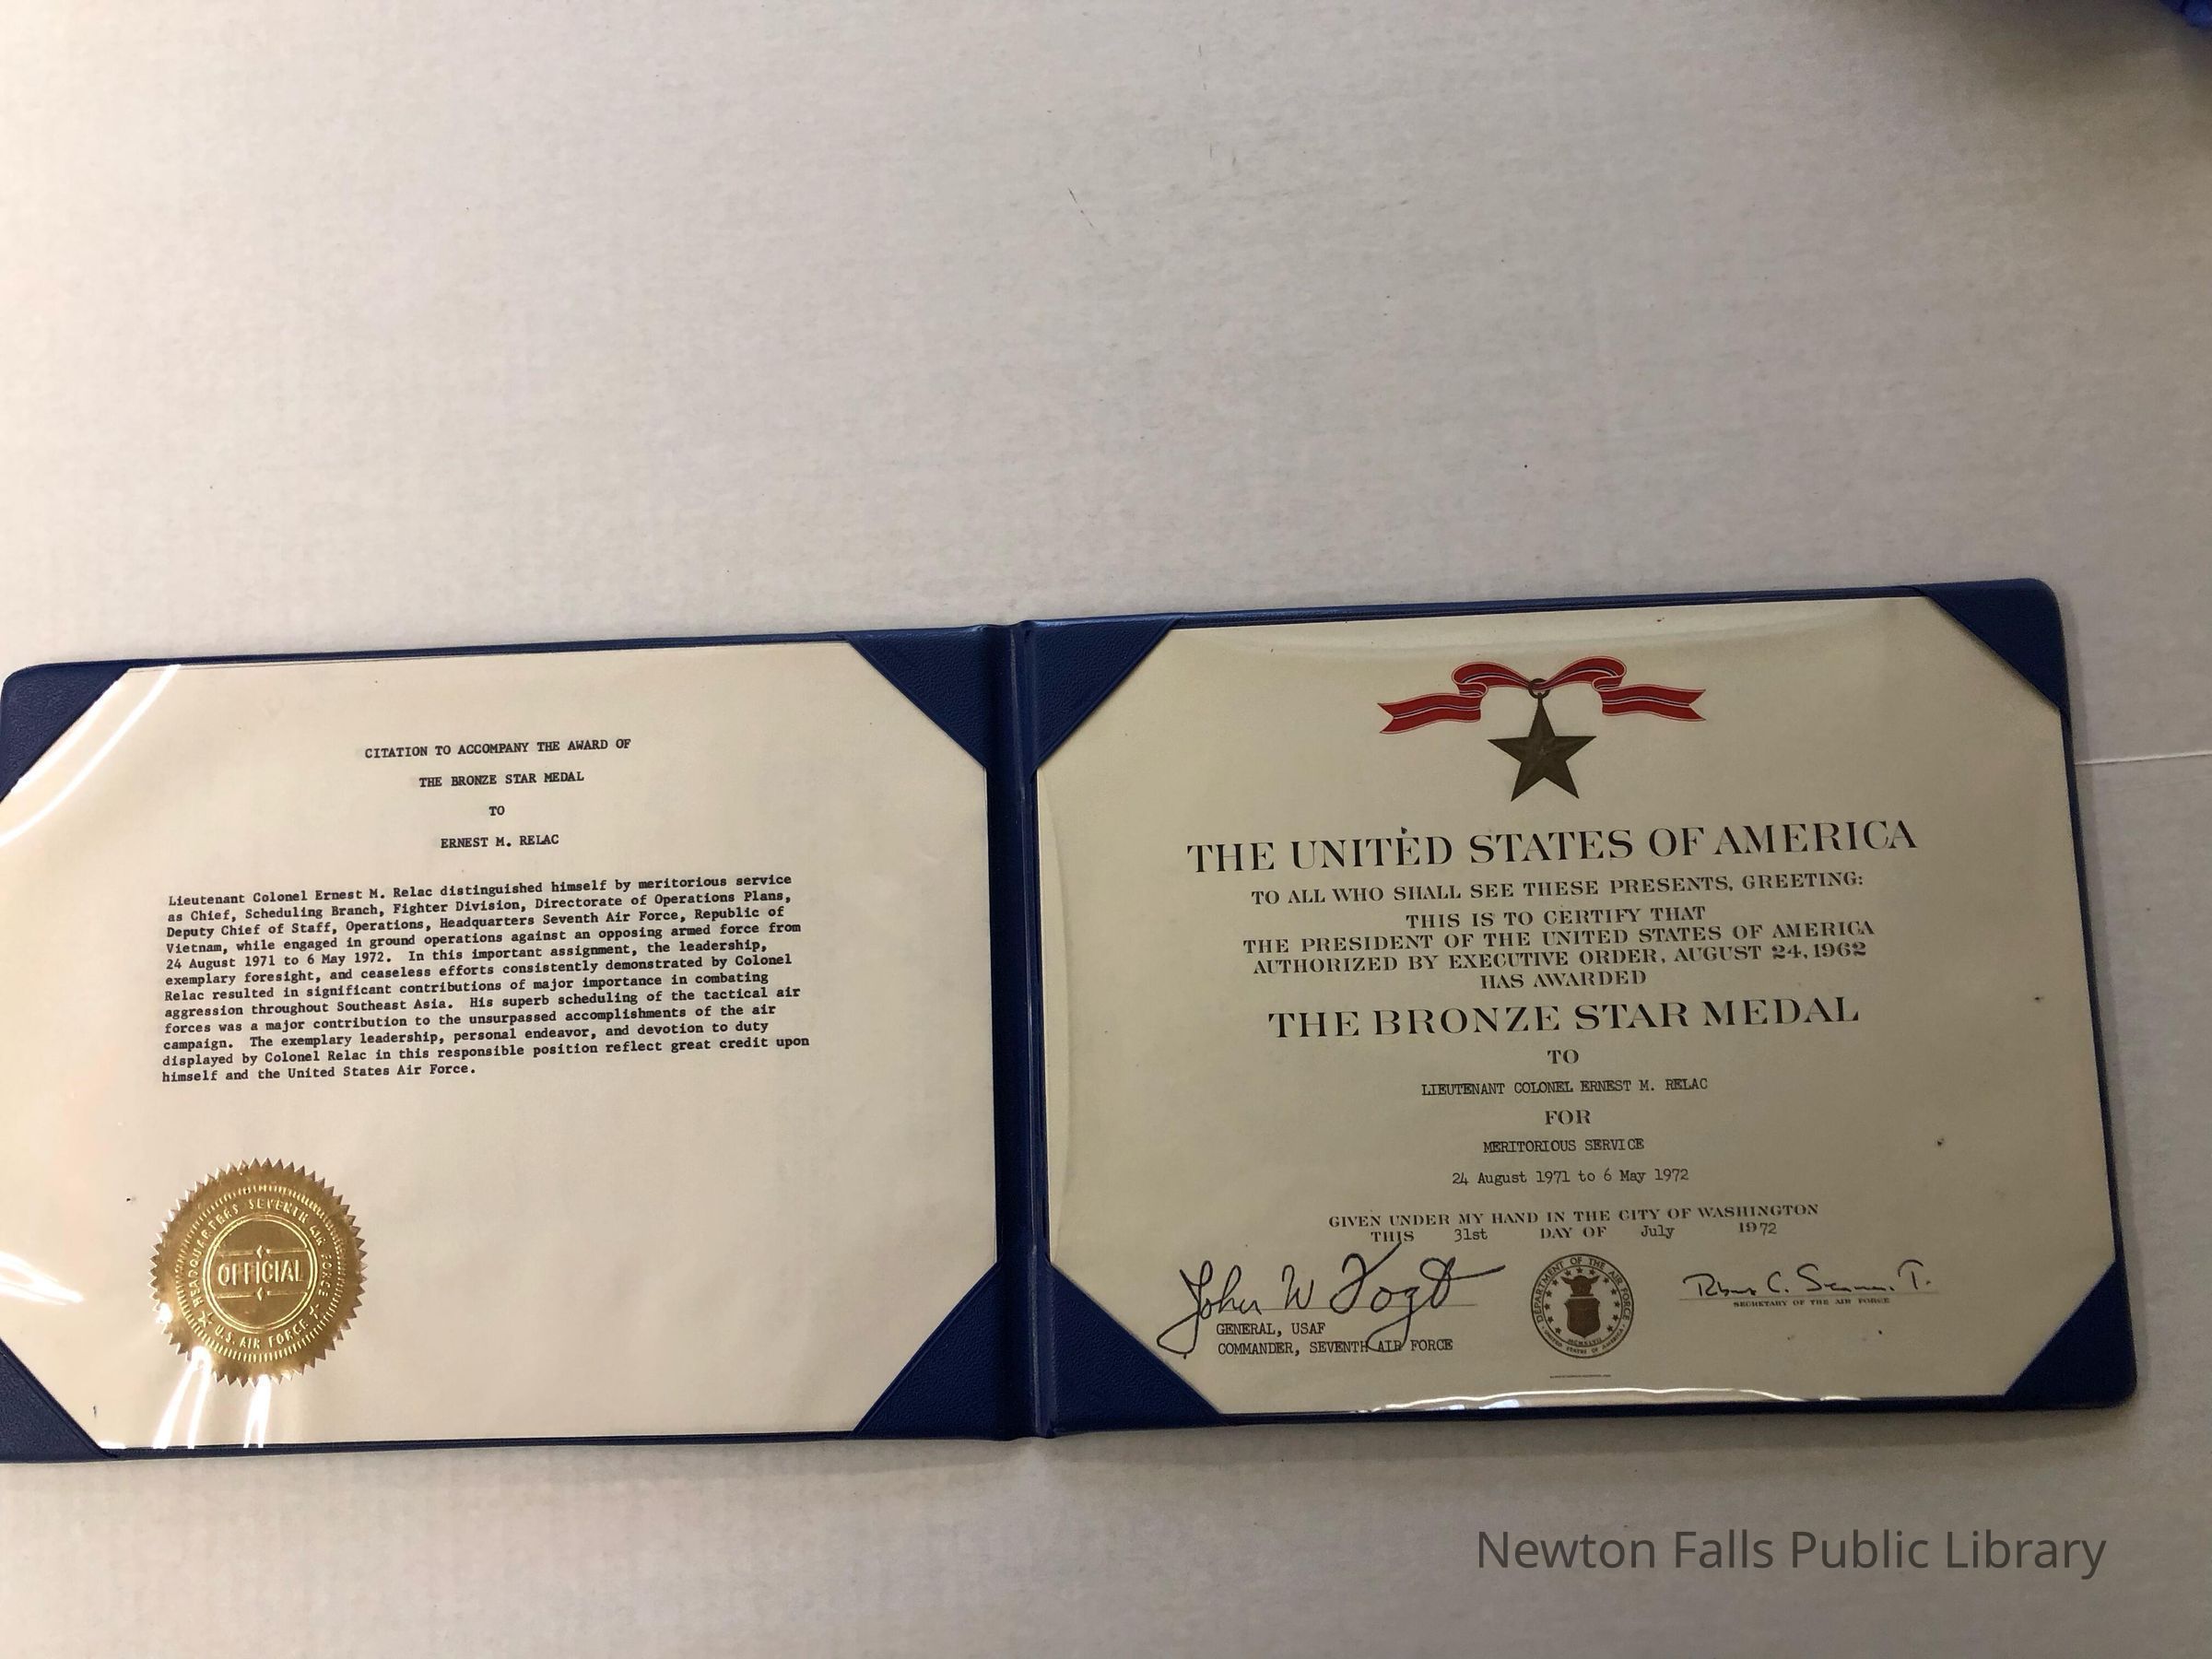 CITATION TO ACCOMPANY THE AWARD OF
THE BRONZE STAR MEDAL
TO
ERNEST M. RELAC
Lieutenant Colonel Ernest M. Relac distinguished himself by meritorious service
as Chief, Scheduling Branch, Fighter Division, Directorate of Operations Plans,
Deputy Chief of Staff, Operations, Headquarters Seventh Air Force, Republic of
Vietnam, while engaged in ground operations against an opposing armed force from
24 August 1971 to 6 May 1972. In this important assignment, the leadership,
exemplary foresight, and ceaseless efforts consistently demonstrated by Colonel
Relac resulted in significant contributions of major importance in combating
aggression throughout Southeast Asia. His superb scheduling of the tactical air
forces was a major contribution to the unsurpassed accomplishments of the air
campaign. The exemplary leadership, personal endeavor, and devotion to duty
displayed by Colonel Relac in this responsible position reflect great credit upon
himself and the United States Air Force.
HEADQUARTERS SEVENTH AIR FORCE
OFFICIAL
U.S. AIR FORCE
THE UNITED STATES OF AMERICA
TO ALL WHO SHALL SEE THESE PRESENTS, GREETING:
THIS IS TO CERTIFY THAT
THE PRESIDENT OF THE UNITED STATES OF AMERICA
AUTHORIZED BY EXECUTIVE ORDER, AUGUST 24, 1962
HAS AWARDED
THE BRONZE STAR MEDAL
TO
LIEUTENANT COLONEL ERNEST M. RELAC
FOR
MERITORIOUS SERVICE
24 August 1971 to 6 May 1972
GIVEN UNDER MY HAND IN THE CITY OF WASHINGTON
THIS 31st DAY OF July 1972
John W Vogt
GENERAL, USAF
COMMANDER, SEVENTH AIR FORCE
DEPARTMENT OF THE AIR FORCE
UNITED STATES OF AMERICA
SECRETARY OF THE AIR FORCE
Newton Falls Public Library